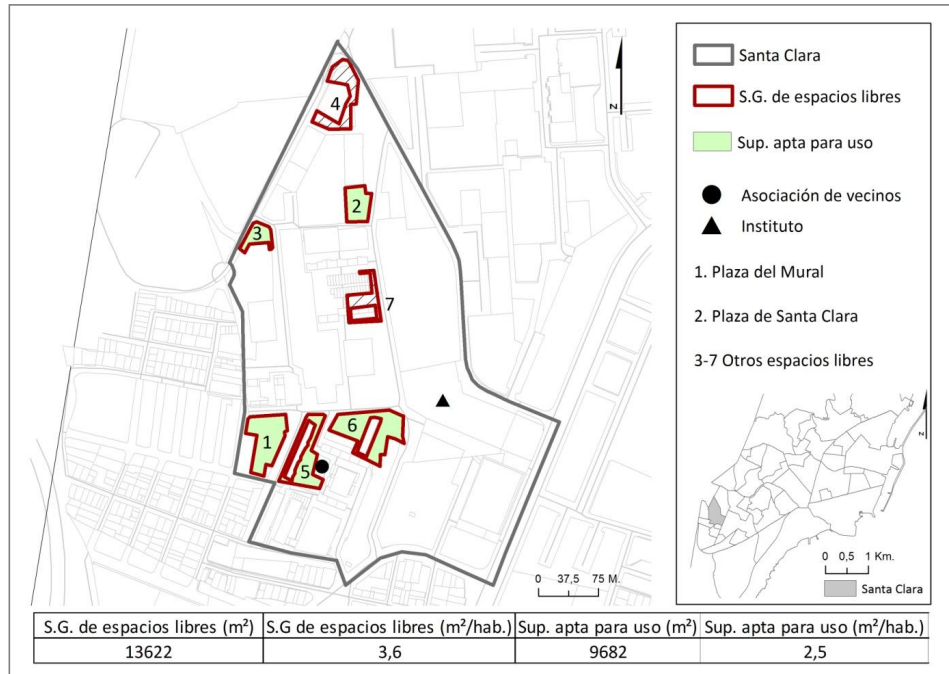 4
2
3
7
1
6
5
0 37,5 75 M.
Santa Clara
S.G. de espacios libres
Sup. apta para uso
Asociación de vecinos
Instituto
1. Plaza del Mural
2. Plaza de Santa Clara
3-7 Otros espacios libres
N
N
0 0,5 1 Km.
Santa Clara
S.G. de espacios libres (m²) S.G de espacios libres (m²/hab.) Sup. apta para uso (m²) Sup. apta para uso (m²/hab.)
13622 3,6 9682 2,5